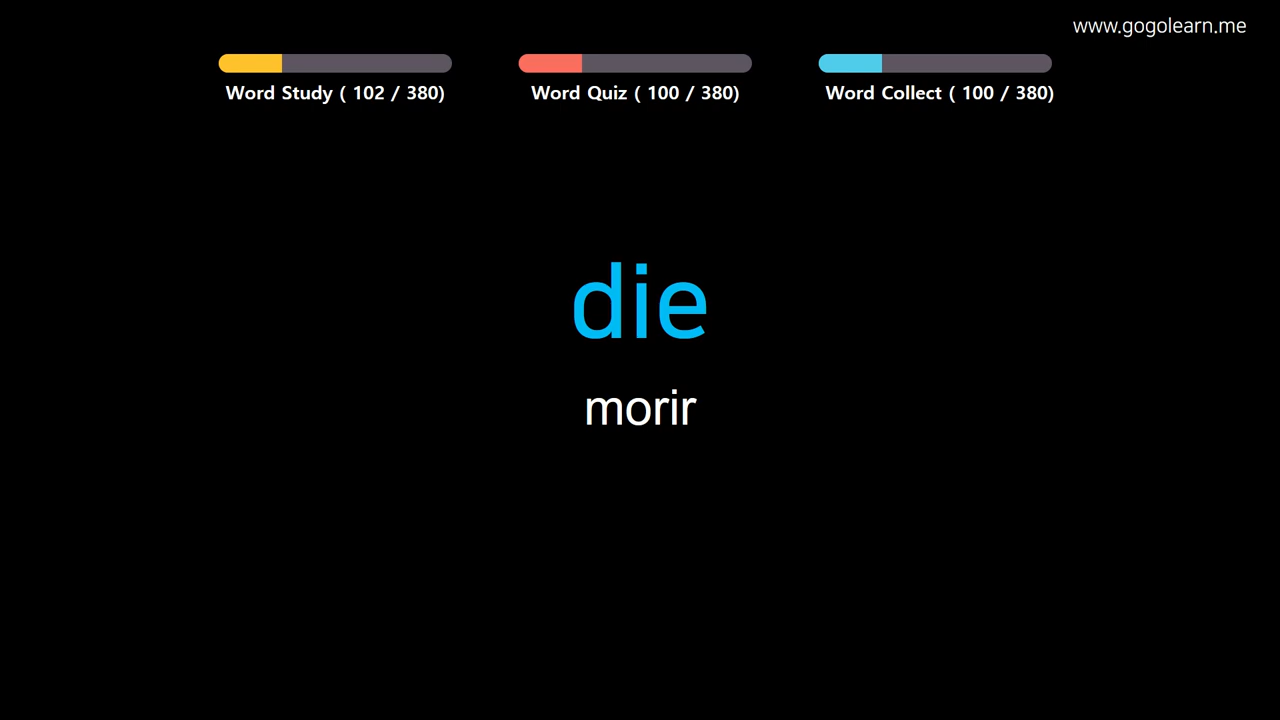 www.gogolearn.me
Word Study ( 102 / 380)
Word Quiz ( 100 / 380)
Word Collect ( 100 / 380)
die
morir